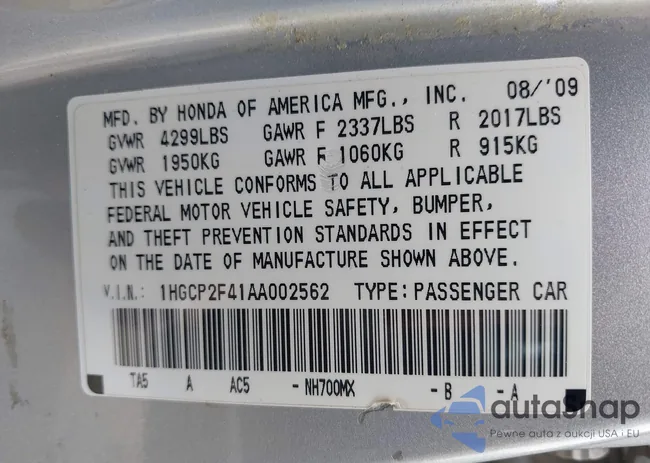 MFD. BY HONDA OF AMERICA MFG., INC. 08/'09
GVWR 4299LBS GAWR F 2337LBS R 2017LBS
GVWR 1950KG GAWR F 1060KG R 915KG
THIS VEHICLE CONFORMS TO ALL APPLICABLE
FEDERAL MOTOR VEHICLE SAFETY, BUMPER,
AND THEFT PREVENTION STANDARDS IN EFFECT
ON THE DATE OF MANUFACTURE SHOWN ABOVE.
V.I.N.: 1HGCP2F41AA002562 TYPE: PASSENGER CAR
TA5 A AC5 -NH700MX -B -A
autasnap
Pewne auta z aukcji USA i EU